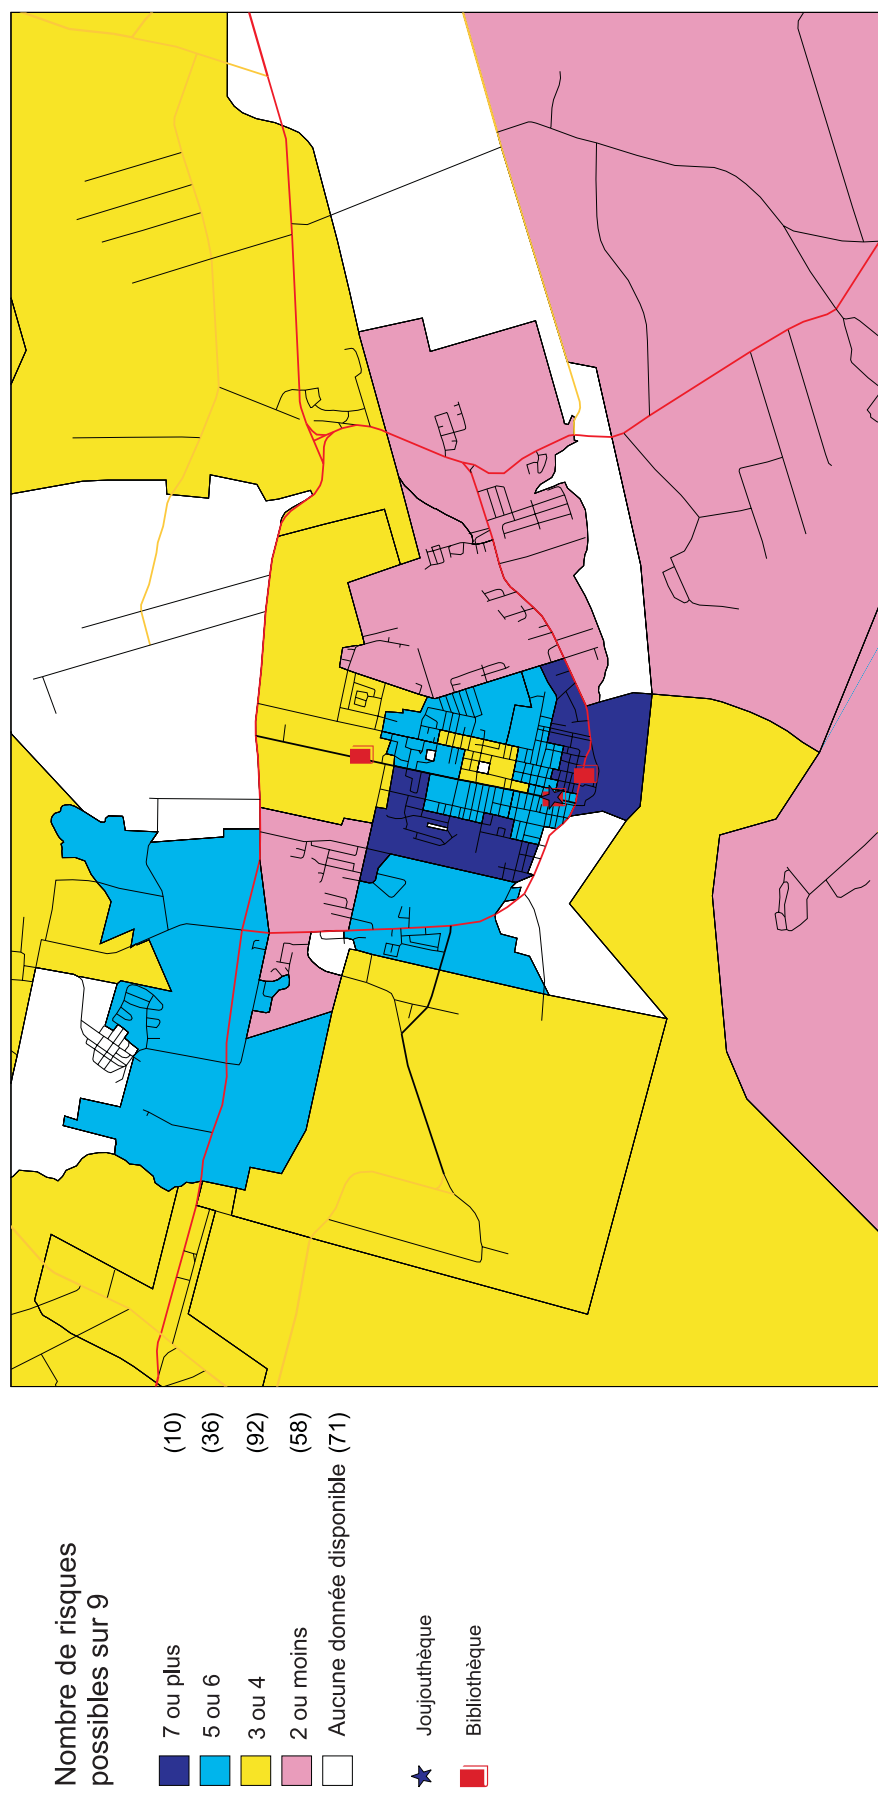 Nombre de risques
possibles sur 9
7 ou plus (10)
5 ou 6 (36)
3 ou 4 (92)
2 ou moins (58)
Aucune donnée disponible (71)
Joujouthèque
Bibliothèque